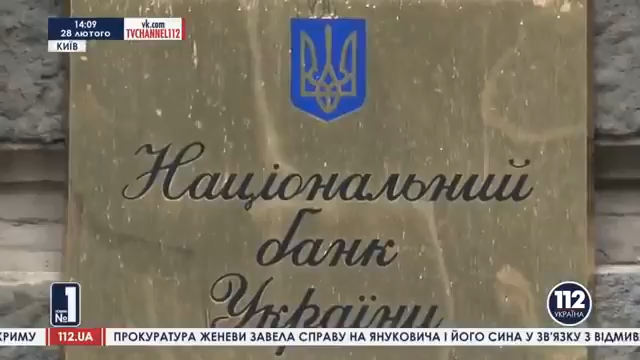 14:09
28 ЛЮТОГО
КИЇВ
vk.com
TVCHANNEL112
Національний
банк
України
№1
112
УКРАЇНА
КРИМУ
112.UA
ПРОКУРАТУРА ЖЕНЕВИ ЗАВЕЛА СПРАВУ НА ЯНУКОВИЧА І ЙОГО СИНА У ЗВ'ЯЗКУ З ВІДМИВ